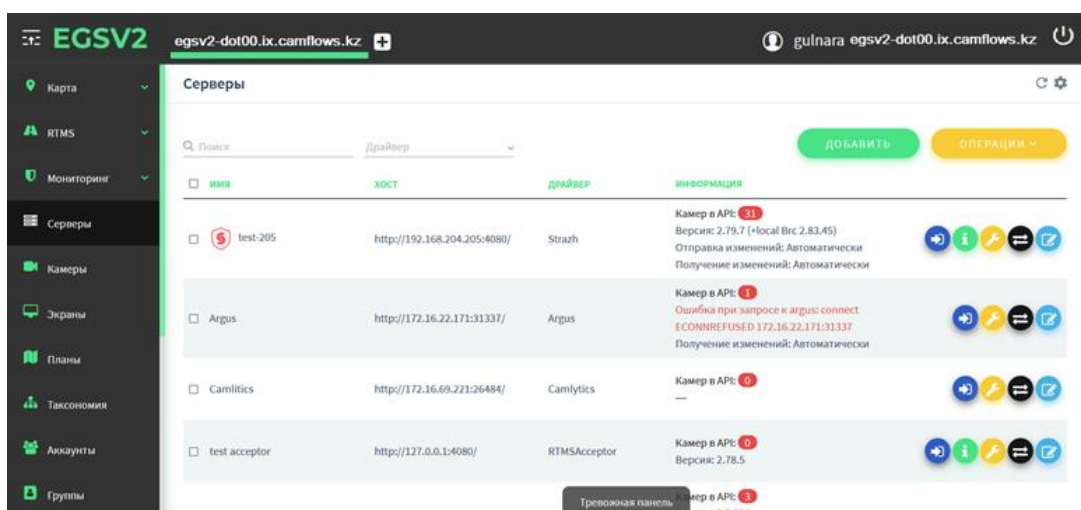 EGSV2
egsv2-dot00.ix.camflows.kz
gulnara egsv2-dot00.ix.camflows.kz
Карта
RTMS
Мониторинг
Серверы
Камеры
Экраны
Планы
Таксономия
Аккаунты
Группы
Серверы
Поиск
Драйвер
ДОБАВИТЬ
ОПЕРАЦИИ
ИМЯ ХОСТ ДРАЙВЕР ИНФОРМАЦИЯ
test-205 http://192.168.204.205:4080/ Strazh
Камер в API: 31
Версия: 2.79.7 (+local Brc 2.83.45)
Отправка изменений: Автоматически
Получение изменений: Автоматически
Argus http://172.16.22.171:31337/ Argus
Камер в API: 1
Ошибка при запросе к argus: connect
ECONNREFUSED 172.16.22.171:31337
Получение изменений: Автоматически
Camlitics http://172.16.69.221:26484/ Camlytics
Камер в API: 0
—
test acceptor http://127.0.0.1:4080/ RTMSAcceptor
Камер в API: 0
Версия: 2.78.5
Тревожная панель
в API: 3